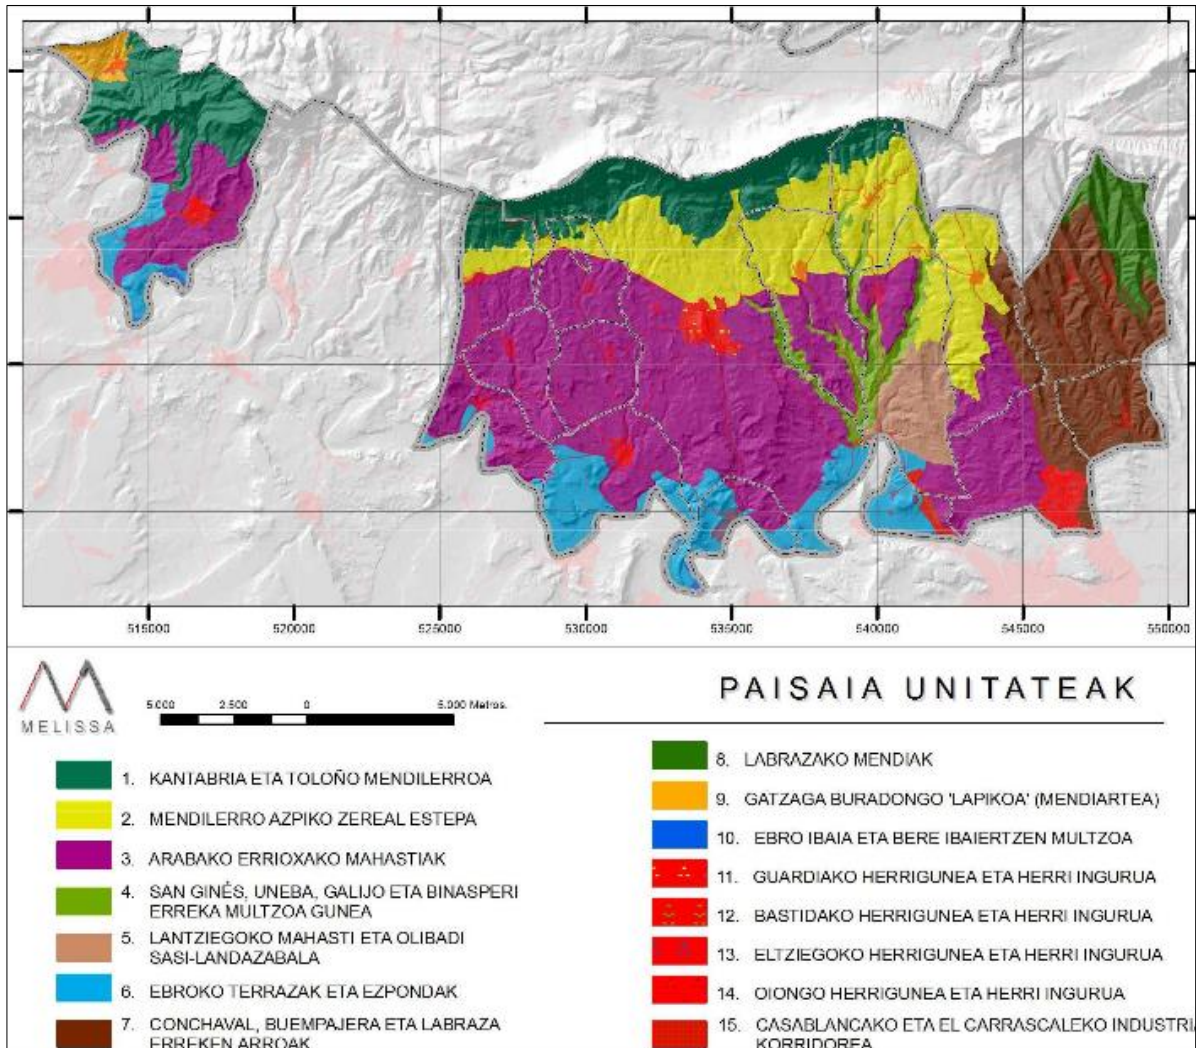 515000 520000 525000 530000 535000 540000 545000 550000
MELISSA
5.000 2.500 0 5.000 Metros.
PAISAIA UNITATEAK
1. KANTABRIA ETA TOLOÑO MENDILERROA
2. MENDILERRO AZPIKO ZEREAL ESTEPA
3. ARABAKO ERRIOXAKO MAHASTIAK
4. SAN GINÉS, UNEBA, GALIJO ETA BINASPERI
ERREKA MULTZOA GUNEA
5. LANTZIEGOKO MAHASTI ETA OLIBADI
SASI-LANDAZABALA
6. EBROKO TERRAZAK ETA EZPONDAK
7. CONCHAVAL, BUEMPAJERA ETA LABRAZA
ERREKEN ARROAK
8. LABRAZAKO MENDIAK
9. GATZAGA BURADONGO 'LAPIKOA' (MENDIARTEA)
10. EBRO IBAIA ETA BERE IBAIERTZEN MULTZOA
11. GUARDIAKO HERRIGUNEA ETA HERRI INGURUA
12. BASTIDAKO HERRIGUNEA ETA HERRI INGURUA
13. ELTZIEGOKO HERRIGUNEA ETA HERRI INGURUA
14. OIONGO HERRIGUNEA ETA HERRI INGURUA
15. CASABLANCAKO ETA EL CARRASCALEKO INDUSTRI
KORRIDOREA